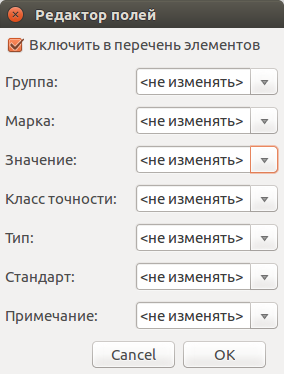 Редактор полей
Включить в перечень элементов
Группа: <не изменять>
Марка: <не изменять>
Значение: <не изменять>
Класс точности: <не изменять>
Тип: <не изменять>
Стандарт: <не изменять>
Примечание: <не изменять>
Cancel OK